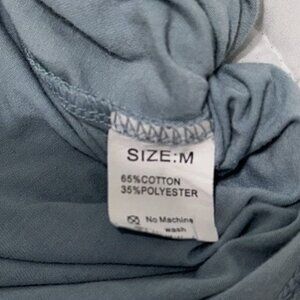 SIZE:M
65%COTTON
35%POLYESTER
No Machine
wash